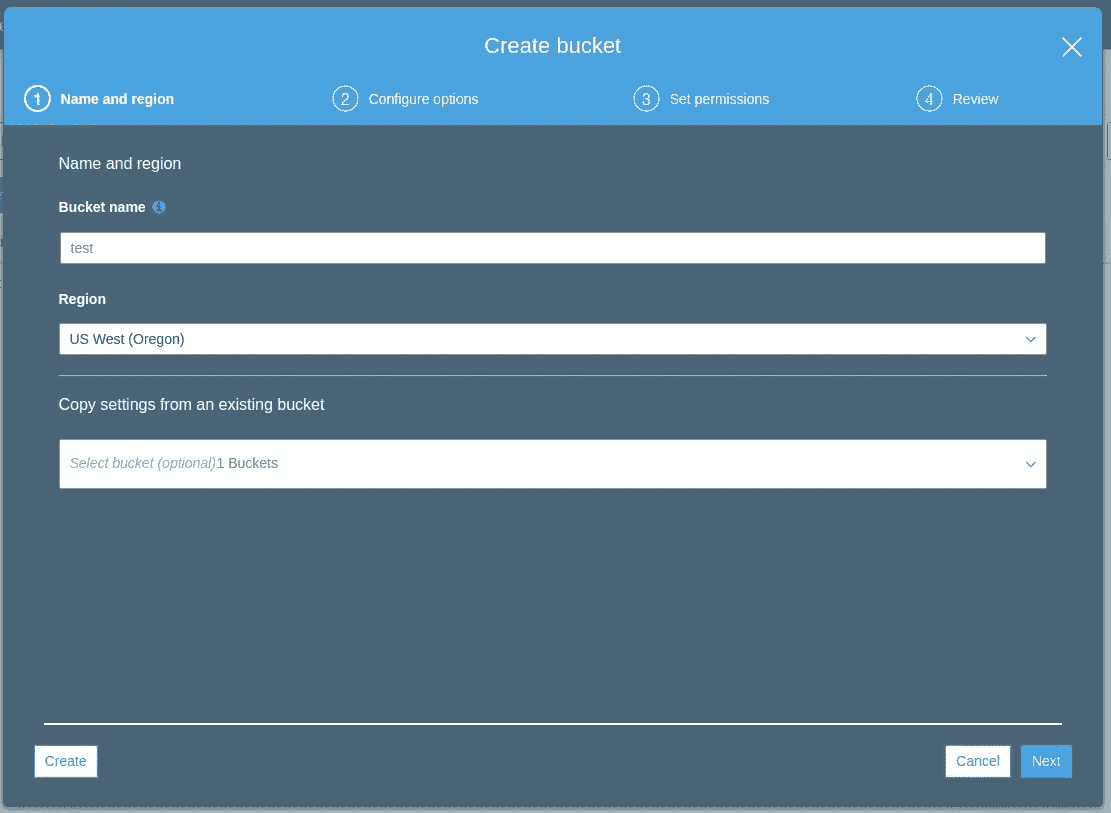 Create bucket
1 Name and region 2 Configure options 3 Set permissions 4 Review
Name and region
Bucket name
test
Region
US West (Oregon)
Copy settings from an existing bucket
Select bucket (optional)1 Buckets
Create Cancel Next